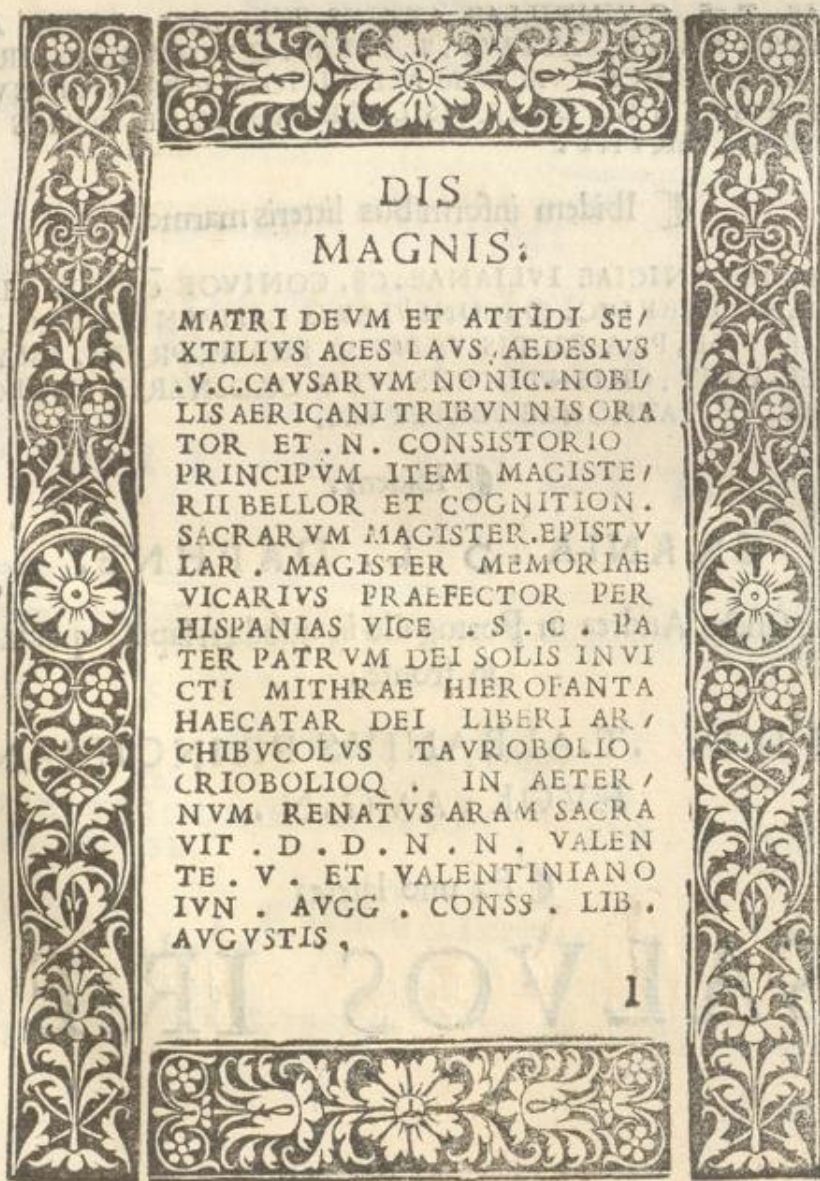 DIS
MAGNIS:
MATRI DEVM ET ATTIDI SE/
XTILIVS ACES LAVS. AEDESIVS
.V.C.CAVSARVM NONIC.NOBI/
LIS AERICANI TRIBVNNIS ORA
TOR ET . N . CONSISTORIO
PRINCIPVM ITEM MAGISTE/
RII BELLOR ET COGNITION .
SACRARVM MAGISTER.EPISTV
LAR . MAGISTER MEMORIAE
VICARIVS PRAEFECTOR PER
HISPANIAS VICE . S . C . PA
TER PATRVM DEI SOLIS INVI
CTI MITHRAE HIEROFANTA
HAECATAR DEI LIBERI AR/
CHIBVCOLVS TAVROBOLIO
CRIOBOLIOQ . IN AETER/
NVM RENATVS ARAM SACRA
VIT . D . D . N . N . VALEN
TE . V . ET VALENTINIANO
IVN . AVGG . CONSS . LIB .
AVGVSTIS,
1